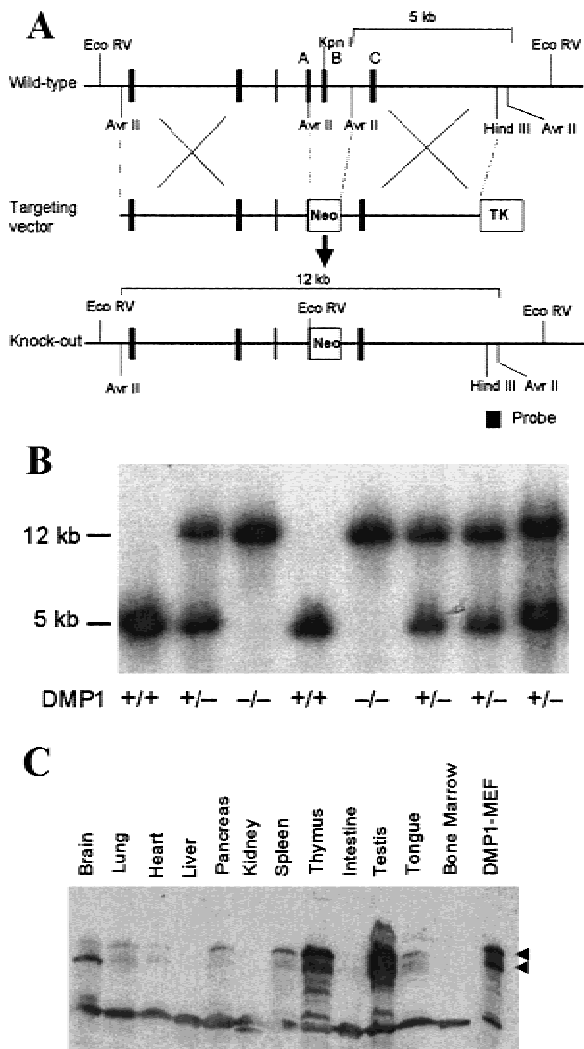 A
Kpn I
5 kb
Eco RV
A
B
C
Eco RV
Wild-type
Avr II
Avr II
Avr II
Hind III
Avr II
Targeting
vector
Neo
TK
12 kb
Eco RV
Eco RV
Eco RV
Knock-out
Neo
Avr II
Hind III
Avr II
Probe
B
12 kb
5 kb
DMP1 +/+ +/– –/– +/+ –/– +/– +/– +/–
C
Brain
Lung
Heart
Liver
Pancreas
Kidney
Spleen
Thymus
Intestine
Testis
Tongue
Bone Marrow
DMP1-MEF